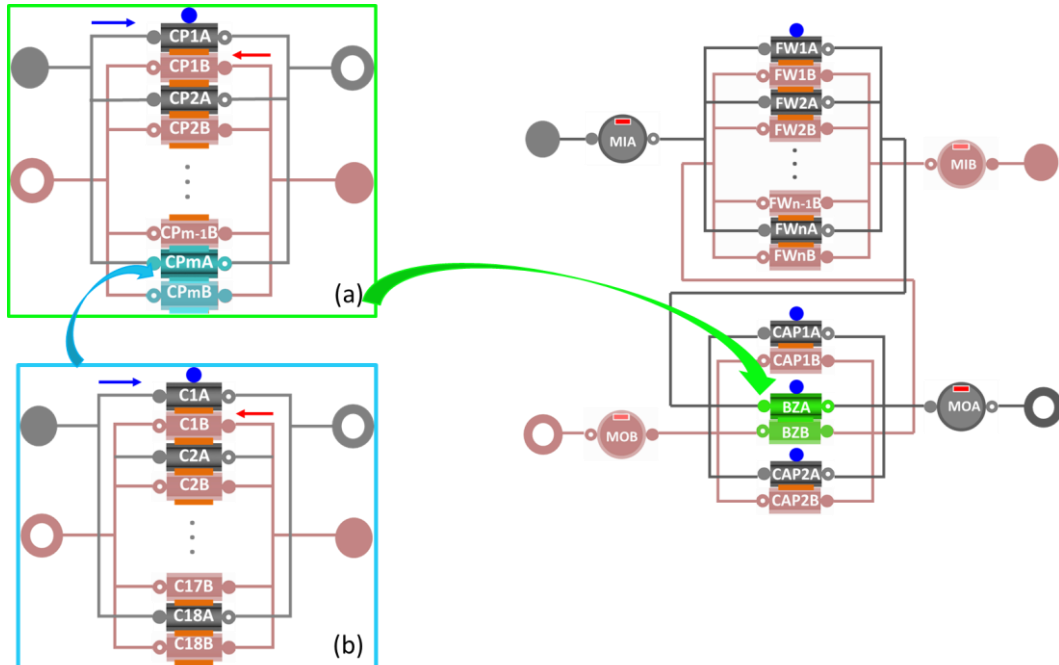 CP1A
CP1B
CP2A
CP2B
CPm-1B
CPmA
CPmB
(a)
C1A
C1B
C2A
C2B
C17B
C18A
C18B
(b)
FW1A
FW1B
FW2A
FW2B
MIA
MIB
FWn-1B
FWnA
FWnB
CAP1A
CAP1B
BZA
BZB
MOA
MOB
CAP2A
CAP2B